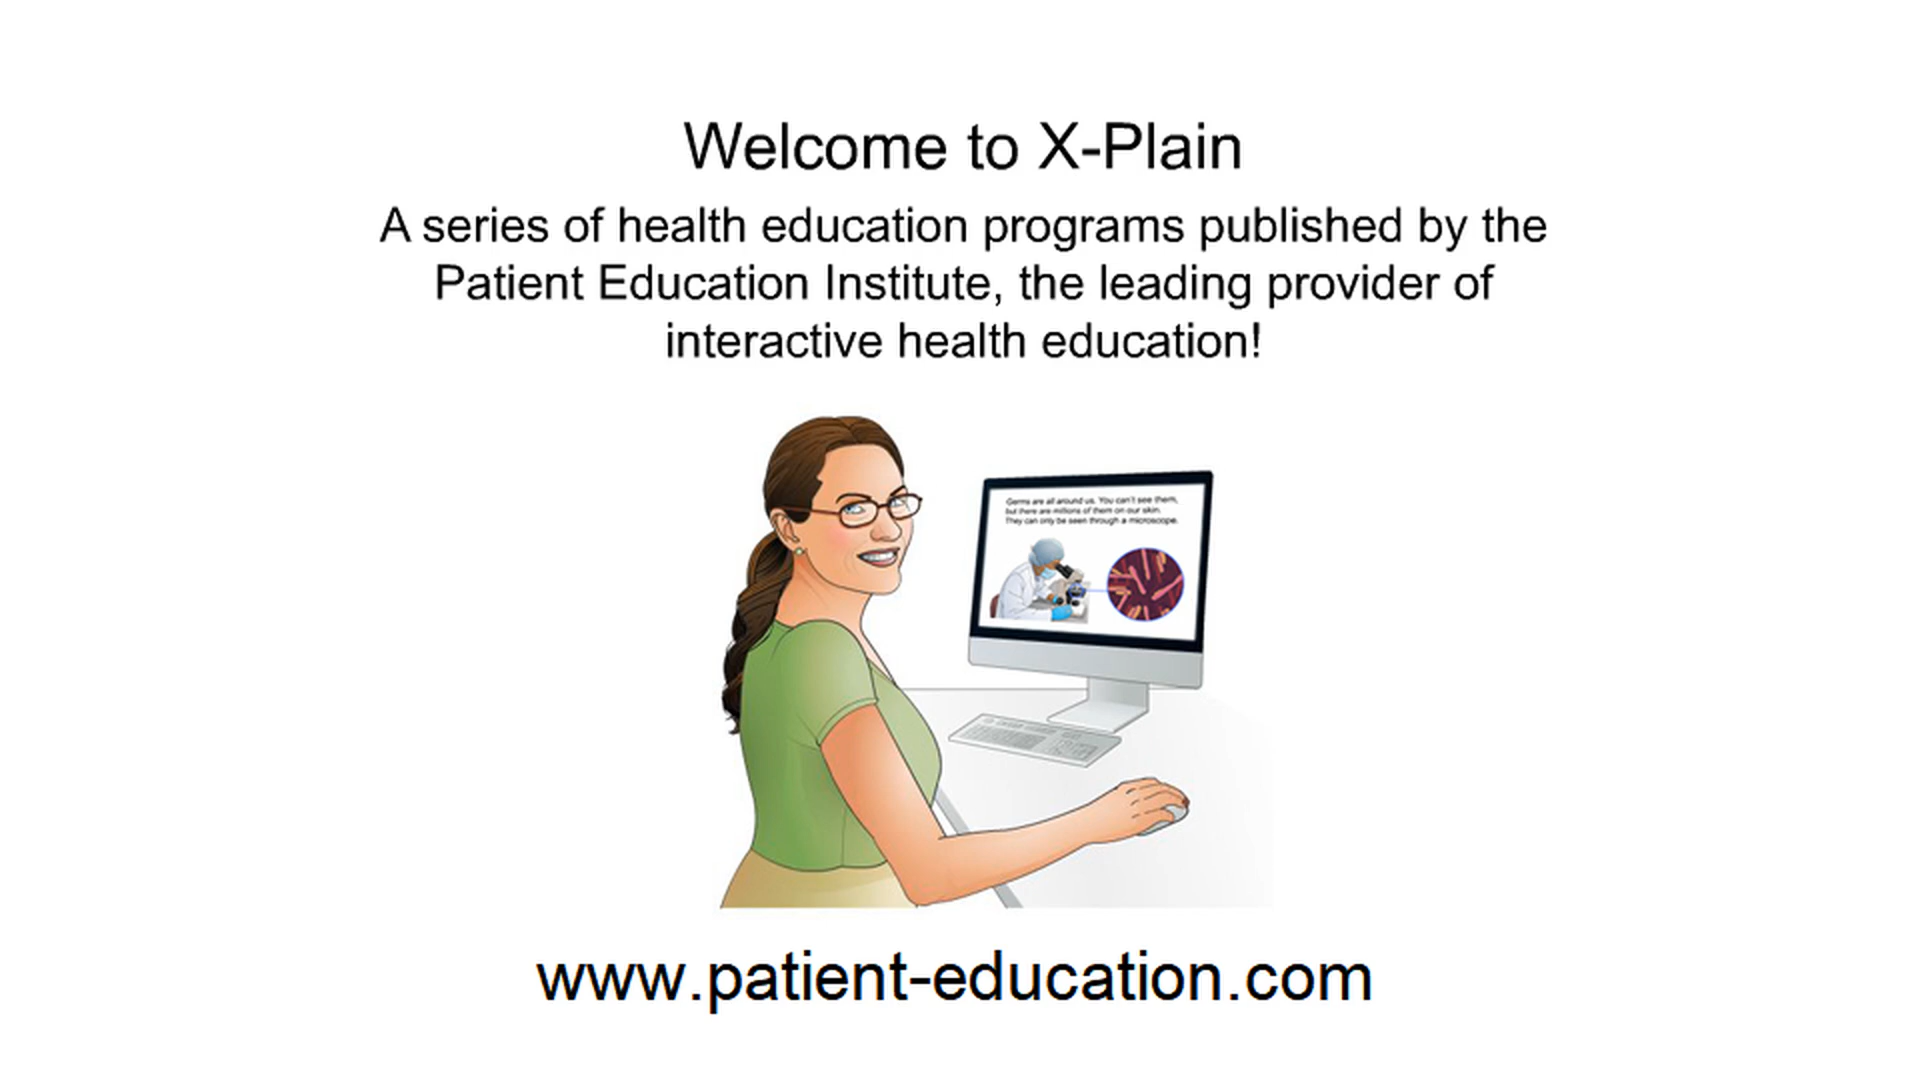 Welcome to X-Plain
A series of health education programs published by the
Patient Education Institute, the leading provider of
interactive health education!
Germs are all around us. You can't see them,
but there are millions of them on our skin.
They can only be seen through a microscope.
www.patient-education.com